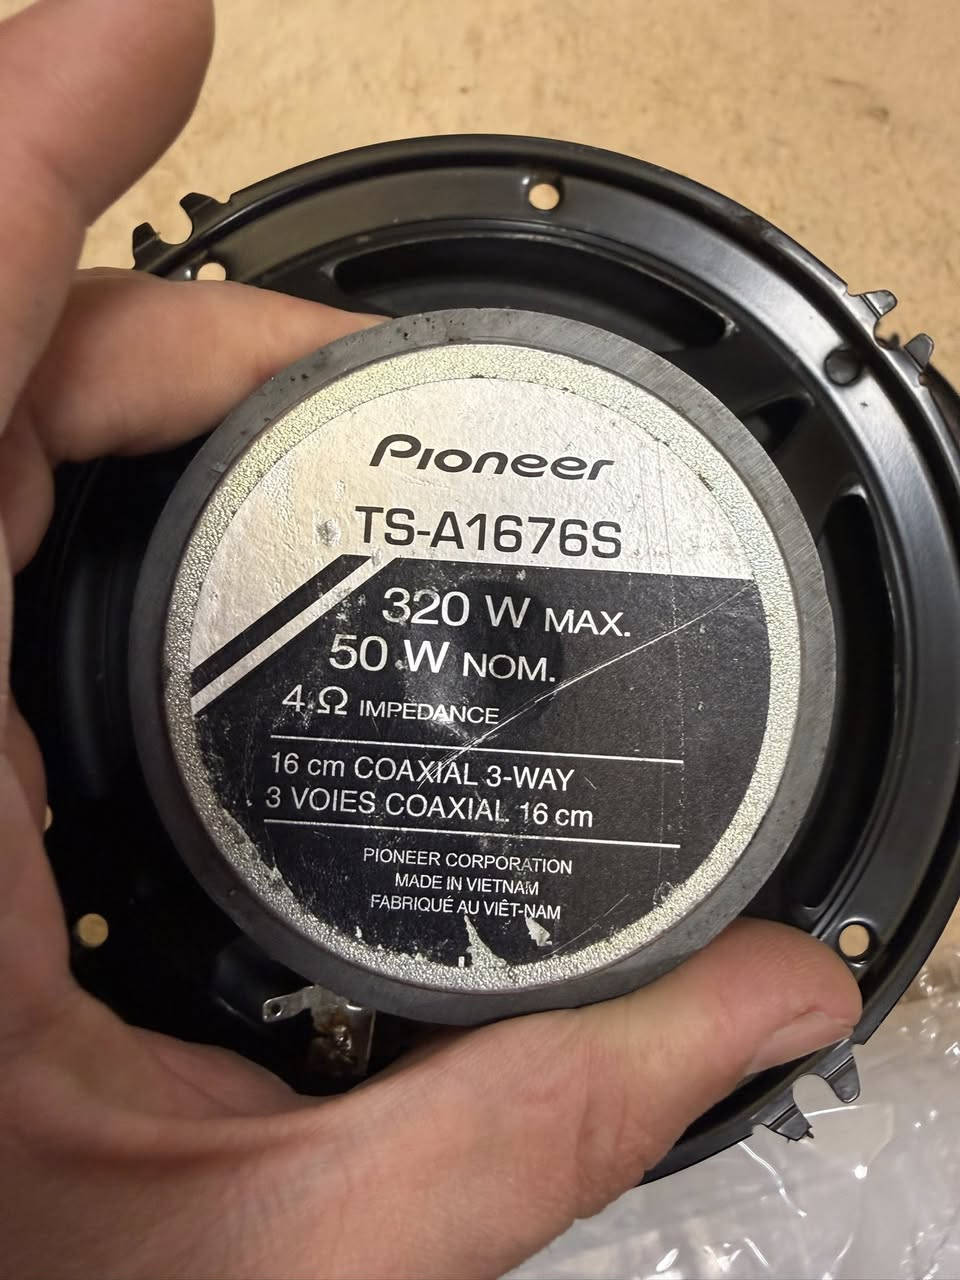 Pioneer
TS-A1676S
320 W MAX.
50 W NOM.
4 Ω IMPEDANCE
16 cm COAXIAL 3-WAY
3 VOIES COAXIAL 16 cm
PIONEER CORPORATION
MADE IN VIETNAM
FABRIQUÉ AU VIÊT-NAM